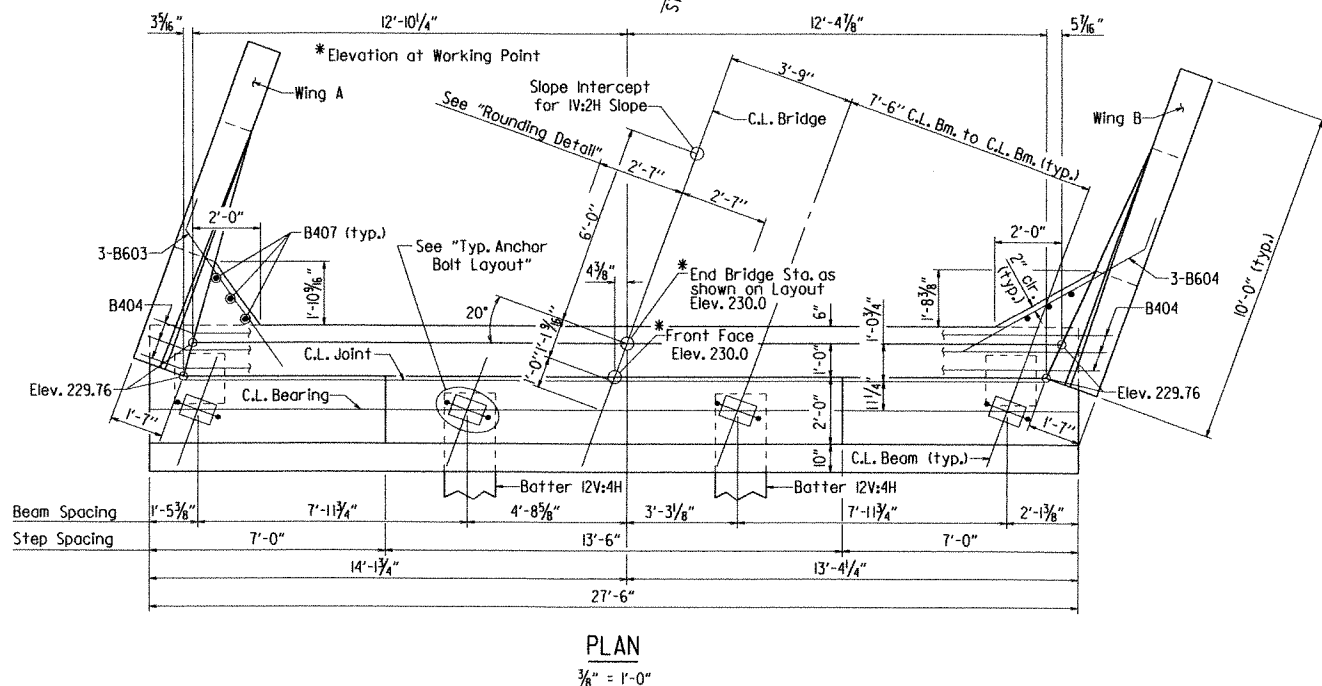 3 5/16"
12'-10 1/4"
12'-4 7/8"
5 7/16"
*Elevation at Working Point
Wing A
Slope Intercept
for 1V:2H Slope
3'-9"
C.L. Bridge
7'-6" C.L. Bm. to C.L. Bm. (typ.)
Wing B
See "Rounding Detail"
2'-7"
2'-7"
6'-0"
2'-0"
B407 (typ.)
3-B603
See "Typ. Anchor
Bolt Layout"
4 3/8"
* End Bridge Sta. as
shown on Layout
Elev. 230.0
2'-0"
2" clr.
(typ.)
3-B604
10'-0" (typ.)
B404
1'-10 9/16"
20°
1'-1 9/16"
1'-0"
* Front Face
Elev. 230.0
1'-8 3/8"
6"
1'-0 3/4"
B404
C.L. Joint
1'-0"
11 1/4"
Elev. 229.76
C.L. Bearing
Elev. 229.76
1'-7"
2'-0"
1'-7"
10"
C.L. Beam (typ.)
Batter 12V:4H
Batter 12V:4H
Beam Spacing 1'-5 3/8" 7'-11 3/4" 4'-8 5/8" 3'-3 1/8" 7'-11 3/4" 2'-1 3/8"
Step Spacing 7'-0" 13'-6" 7'-0"
14'-1 3/4" 13'-4 1/4"
27'-6"
PLAN
3/8" = 1'-0"